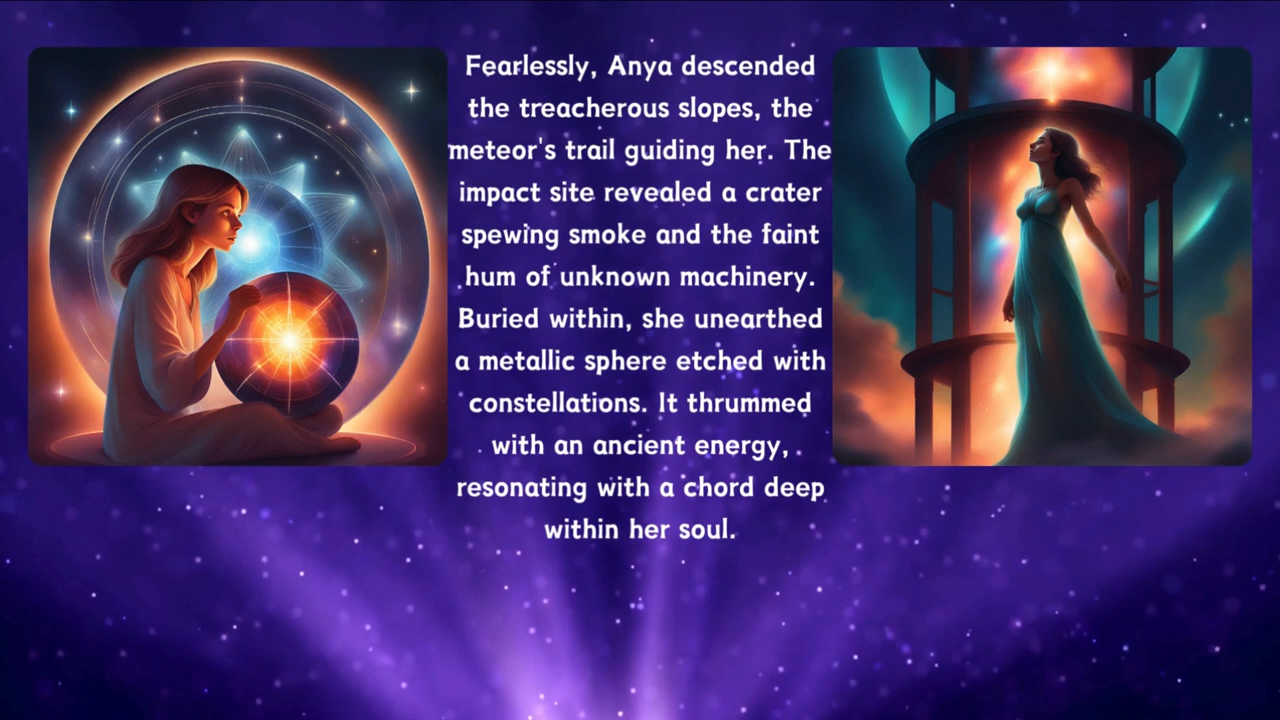 Fearlessly, Anya descended
the treacherous slopes, the
meteor's trail guiding her. The
impact site revealed a crater
spewing smoke and the faint
hum of unknown machinery.
Buried within, she unearthed
a metallic sphere etched with
constellations. It thrummed
with an ancient energy,
resonating with a chord deep
within her soul.